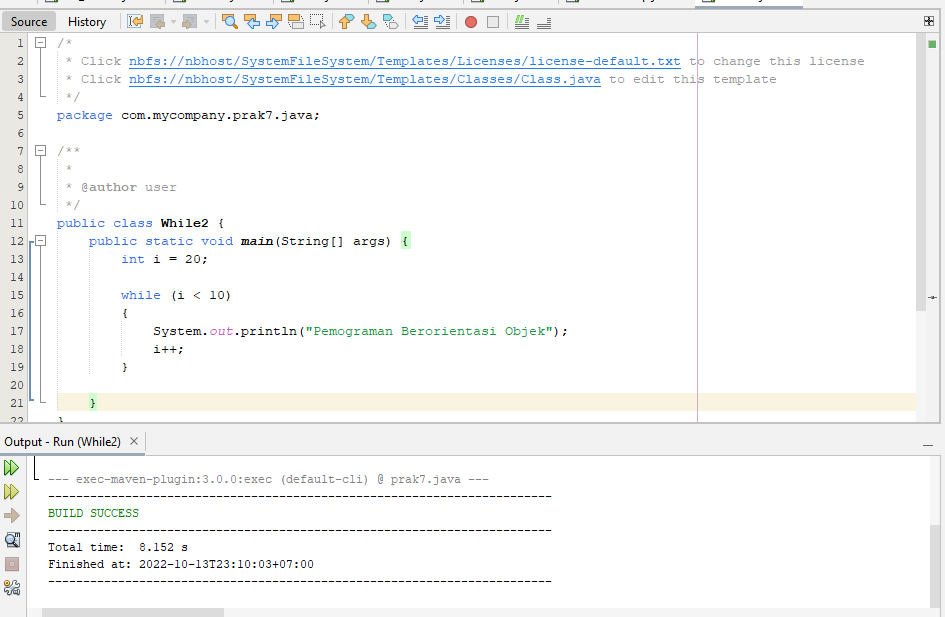 Source History
1 /*
2 * Click nbfs://nbhost/SystemFileSystem/Templates/Licenses/license-default.txt to change this license
3 * Click nbfs://nbhost/SystemFileSystem/Templates/Classes/Class.java to edit this template
4 */
5 package com.mycompany.prak7.java;
6
7 /**
8 *
9 * @author user
10 */
11 public class While2 {
12 public static void main(String[] args) {
13 int i = 20;
14
15 while (i < 10)
16 {
17 System.out.println("Pemograman Berorientasi Objek");
18 i++;
19 }
20
21 }
22 }
Output - Run (While2) ×
--- exec-maven-plugin:3.0.0:exec (default-cli) @ prak7.java ---
------------------------------------------------------------------------
BUILD SUCCESS
------------------------------------------------------------------------
Total time: 8.152 s
Finished at: 2022-10-13T23:10:03+07:00
------------------------------------------------------------------------